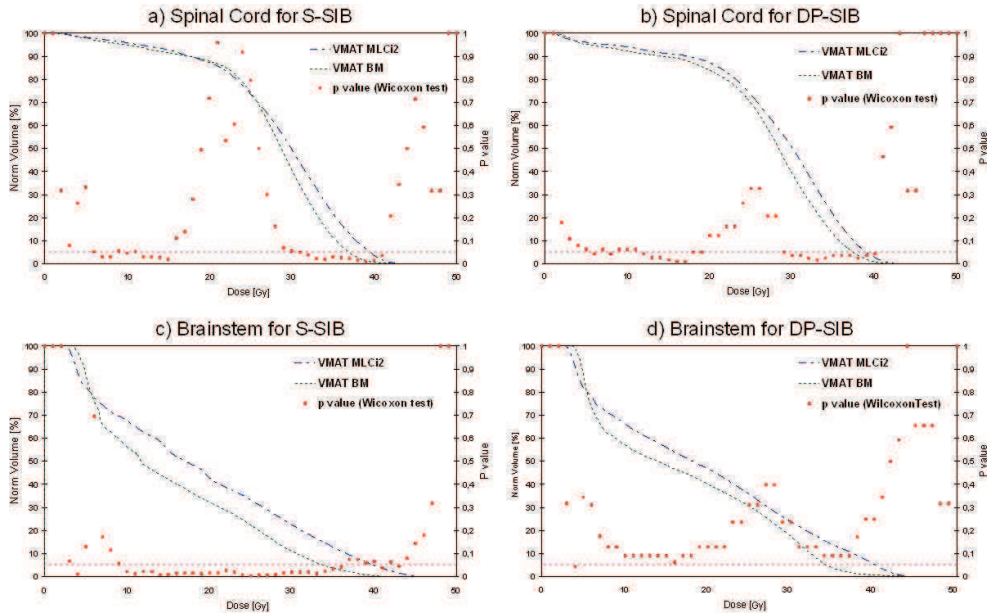 a) Spinal Cord for S-SIB
Norm Volume [%]
100
90
80
70
60
50
40
30
20
10
0
VMAT MLCi2
VMAT BM
p value (Wicoxon test)
1
0,9
0,8
0,7
0,6
0,5
0,4
0,3
0,2
0,1
0
P value
0 10 20 30 40 50
Dose [Gy]
b) Spinal Cord for DP-SIB
Norm Volume [%]
100
90
80
70
60
50
40
30
20
10
0
VMAT MLCi2
VMAT BM
p value (Wicoxon test)
1
0,9
0,8
0,7
0,6
0,5
0,4
0,3
0,2
0,1
0
P value
0 10 20 30 40 50
Dose [Gy]
c) Brainstem for S-SIB
Norm Volume [%]
100
90
80
70
60
50
40
30
20
10
0
VMAT MLCi2
VMAT BM
p value (Wicoxon test)
1
0,9
0,8
0,7
0,6
0,5
0,4
0,3
0,2
0,1
0
P value
0 10 20 30 40 50
Dose [Gy]
d) Brainstem for DP-SIB
Norm Volume [%]
100
90
80
70
60
50
40
30
20
10
0
VMAT MLCi2
VMAT BM
p value (WilcoxonTest)
1
0,9
0,8
0,7
0,6
0,5
0,4
0,3
0,2
0,1
0
P value
0 10 20 30 40 50
Dose [Gy]